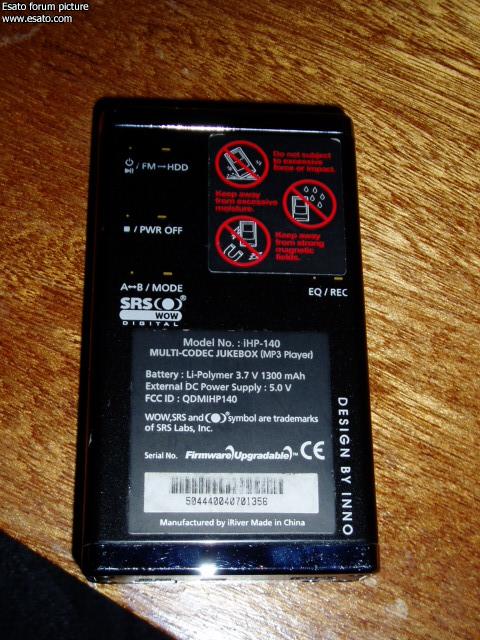 Esato forum picture
www.esato.com
/ FM↔HDD
Do not subject
to excessive
force or impact.
Keep away
from excessive
moisture.
■ / PWR OFF
Keep away
from strong
magnetic
fields.
A↔B / MODE
EQ / REC
SRS(●)®
WOW
DIGITAL
Model No. : iHP-140
MULTI-CODEC JUKEBOX (MP3 Player)
Battery : Li-Polymer 3.7 V 1300 mAh
External DC Power Supply : 5.0 V
FCC ID : QDMIHP140
WOW,SRS and (●)® symbol are trademarks
of SRS Labs, Inc.
Serial No. Firmware Upgradable ™ CE
504440040701356
Manufactured by iRiver Made in China
DESIGN BY INNO